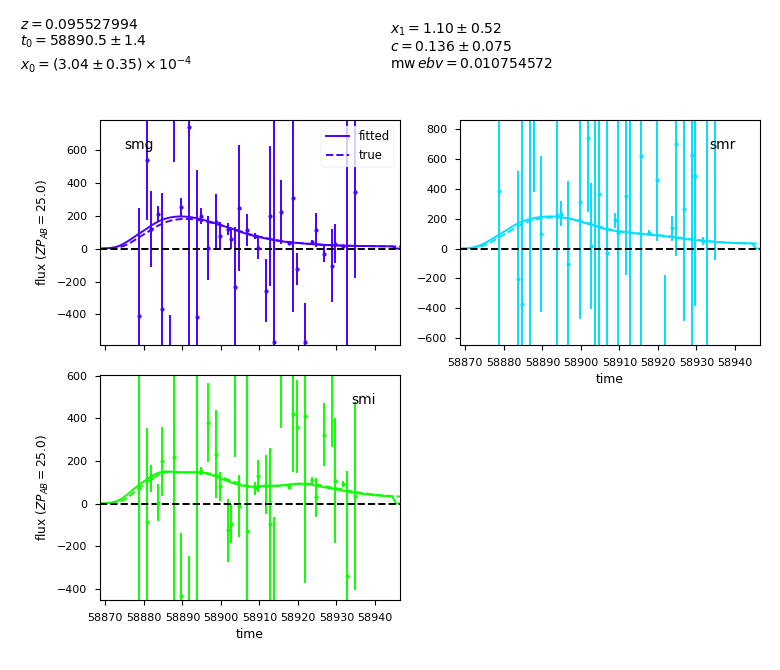 z = 0.095527994
t₀ = 58890.5 ± 1.4
x₀ = (3.04 ± 0.35) × 10⁻⁴
x₁ = 1.10 ± 0.52
c = 0.136 ± 0.075
mw ebv = 0.010754572
smg
fitted
true
600
400
200
0
−200
−400
flux (ZP_AB = 25.0)
smr
800
600
400
200
0
−200
−400
−600
58870 58880 58890 58900 58910 58920 58930 58940
time
smi
600
400
200
0
−200
−400
flux (ZP_AB = 25.0)
58870 58880 58890 58900 58910 58920 58930 58940
time